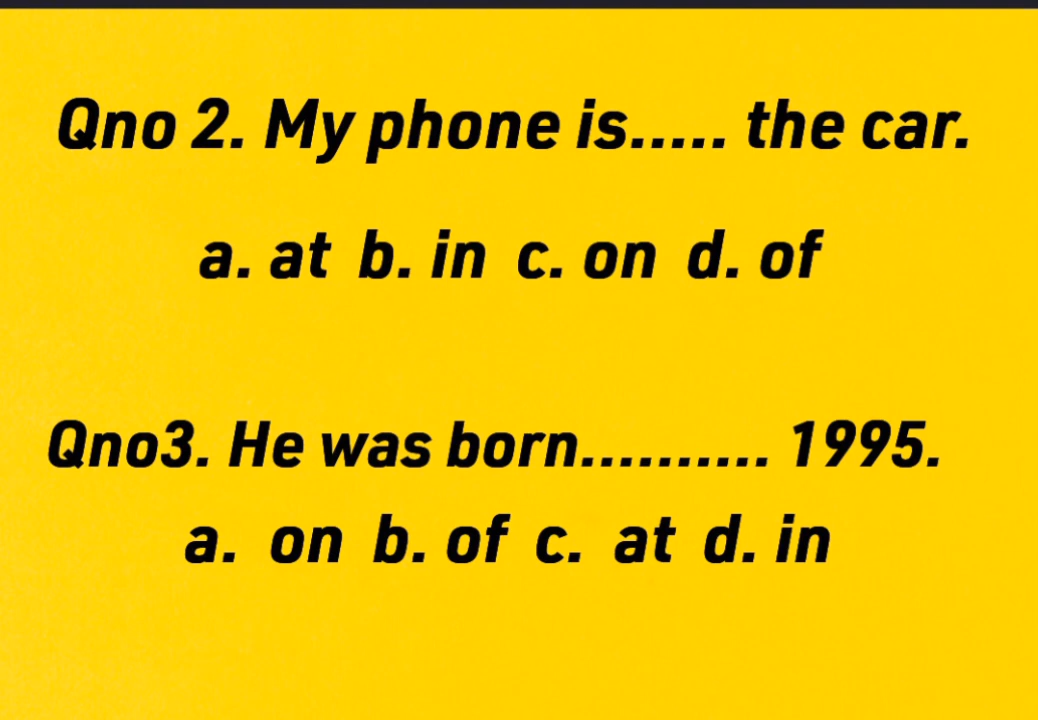 Qno 2. My phone is..... the car.
a. at b. in c. on d. of
Qno3. He was born.......... 1995.
a. on b. of c. at d. in